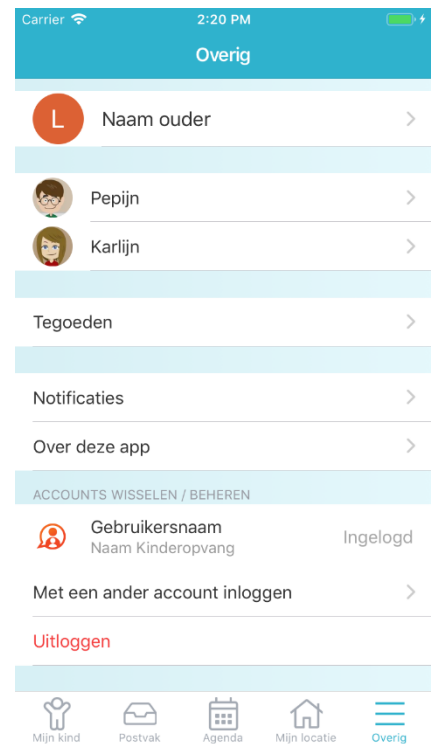 Carrier 2:20 PM
Overig
L Naam ouder
Pepijn
Karlijn
Tegoeden
Notificaties
Over deze app
ACCOUNTS WISSELEN / BEHEREN
Gebruikersnaam
Naam Kinderopvang
Ingelogd
Met een ander account inloggen
Uitloggen
Mijn kind Postvak Agenda Mijn locatie Overig